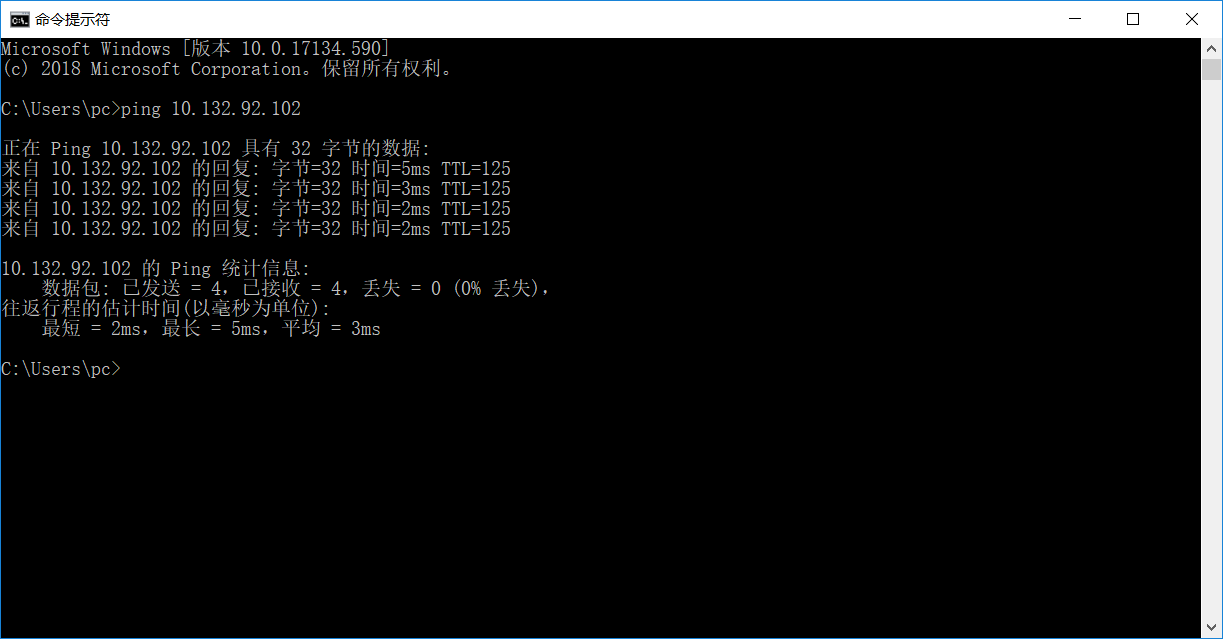 命令提示符
Microsoft Windows [版本 10.0.17134.590]
(c) 2018 Microsoft Corporation。保留所有权利。
C:\Users\pc>ping 10.132.92.102
正在 Ping 10.132.92.102 具有 32 字节的数据:
来自 10.132.92.102 的回复: 字节=32 时间=5ms TTL=125
来自 10.132.92.102 的回复: 字节=32 时间=3ms TTL=125
来自 10.132.92.102 的回复: 字节=32 时间=2ms TTL=125
来自 10.132.92.102 的回复: 字节=32 时间=2ms TTL=125
10.132.92.102 的 Ping 统计信息:
    数据包: 已发送 = 4，已接收 = 4，丢失 = 0 (0% 丢失)，
往返行程的估计时间(以毫秒为单位):
    最短 = 2ms，最长 = 5ms，平均 = 3ms
C:\Users\pc>